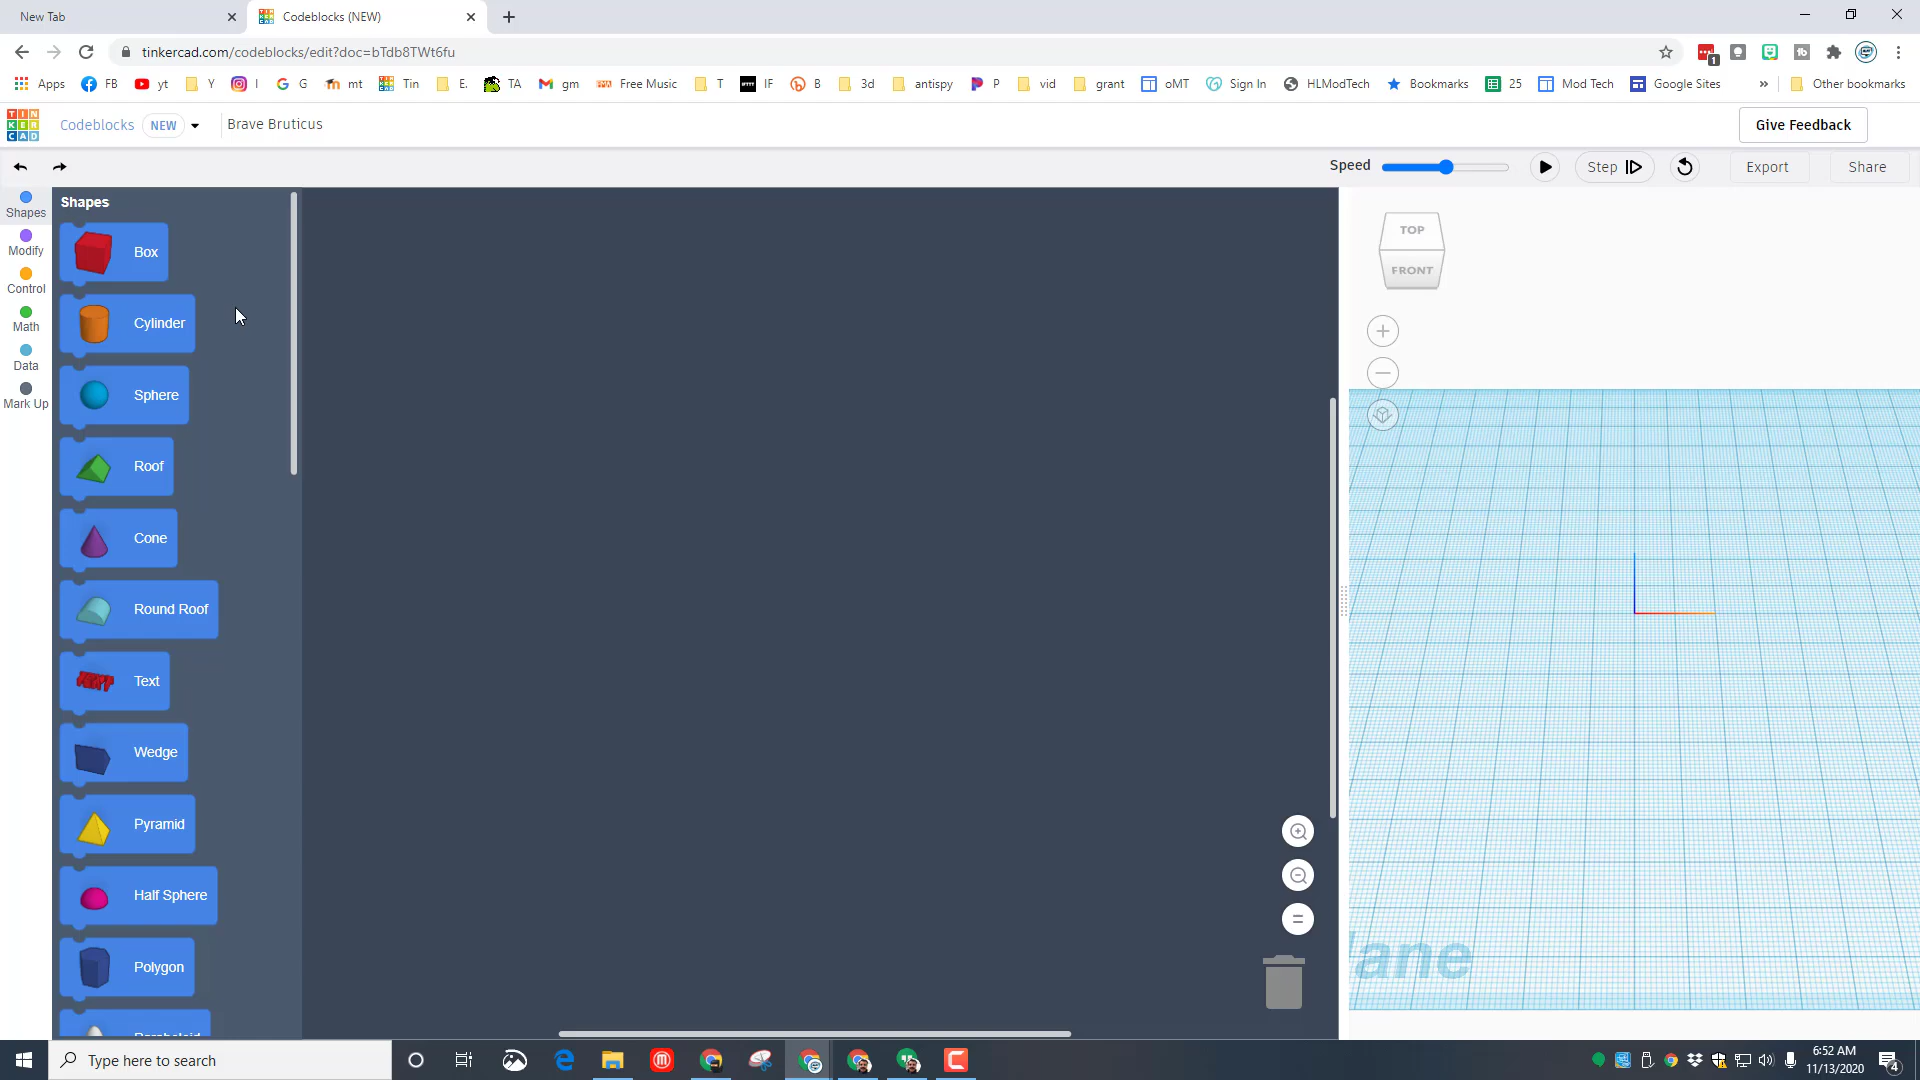 New Tab
Codeblocks (NEW)
tinkercad.com/codeblocks/edit?doc=bTdb8TWt6fu
1
Apps FB yt Y I G mt Tin E. TA gm Free Music T IF B 3d antispy P vid grant oMT Sign In HLModTech Bookmarks 25 Mod Tech Google Sites » Other bookmarks
TIN KER CAD
Codeblocks NEW Brave Bruticus
Give Feedback
Speed Step Export Share
Shapes
Modify
Control
Math
Data
Mark Up
Shapes
Box
Cylinder
Sphere
Roof
Cone
Round Roof
Text
Wedge
Pyramid
Half Sphere
Polygon
TOP
FRONT
lane
Type here to search
6:52 AM
11/13/2020
4